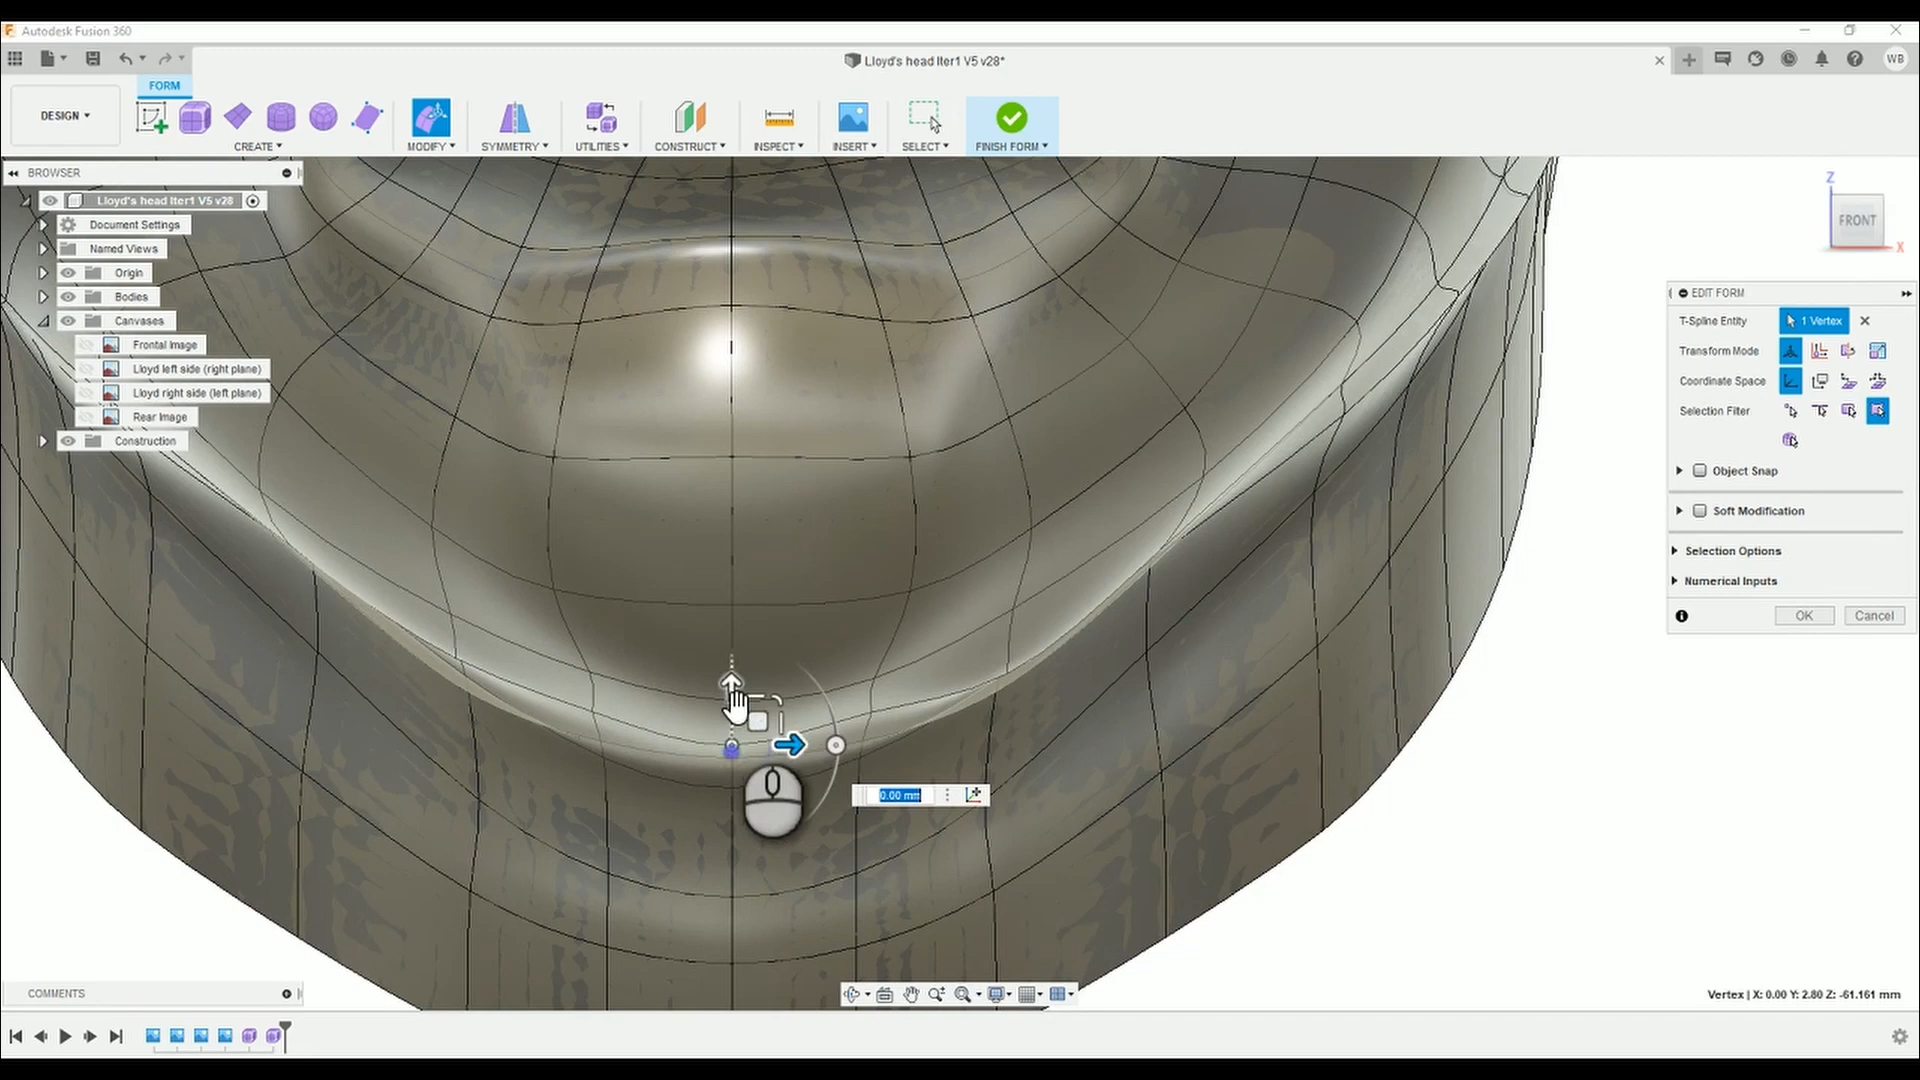 Autodesk Fusion 360
Lloyd's head Iter1 V5 v28*
WB
FORM
DESIGN
CREATE
MODIFY
SYMMETRY
UTILITIES
CONSTRUCT
INSPECT
INSERT
SELECT
FINISH FORM
BROWSER
Lloyd's head Iter1 V5 v28
Document Settings
Named Views
Origin
Bodies
Canvases
Frontal Image
Lloyd left side (right plane)
Lloyd right side (left plane)
Rear Image
Construction
Z
FRONT
X
EDIT FORM
T-Spline Entity
1 Vertex
Transform Mode
Coordinate Space
Selection Filter
Object Snap
Soft Modification
Selection Options
Numerical Inputs
OK
Cancel
0.00 mm
COMMENTS
Vertex | X: 0.00 Y: 2.80 Z: -61.161 mm